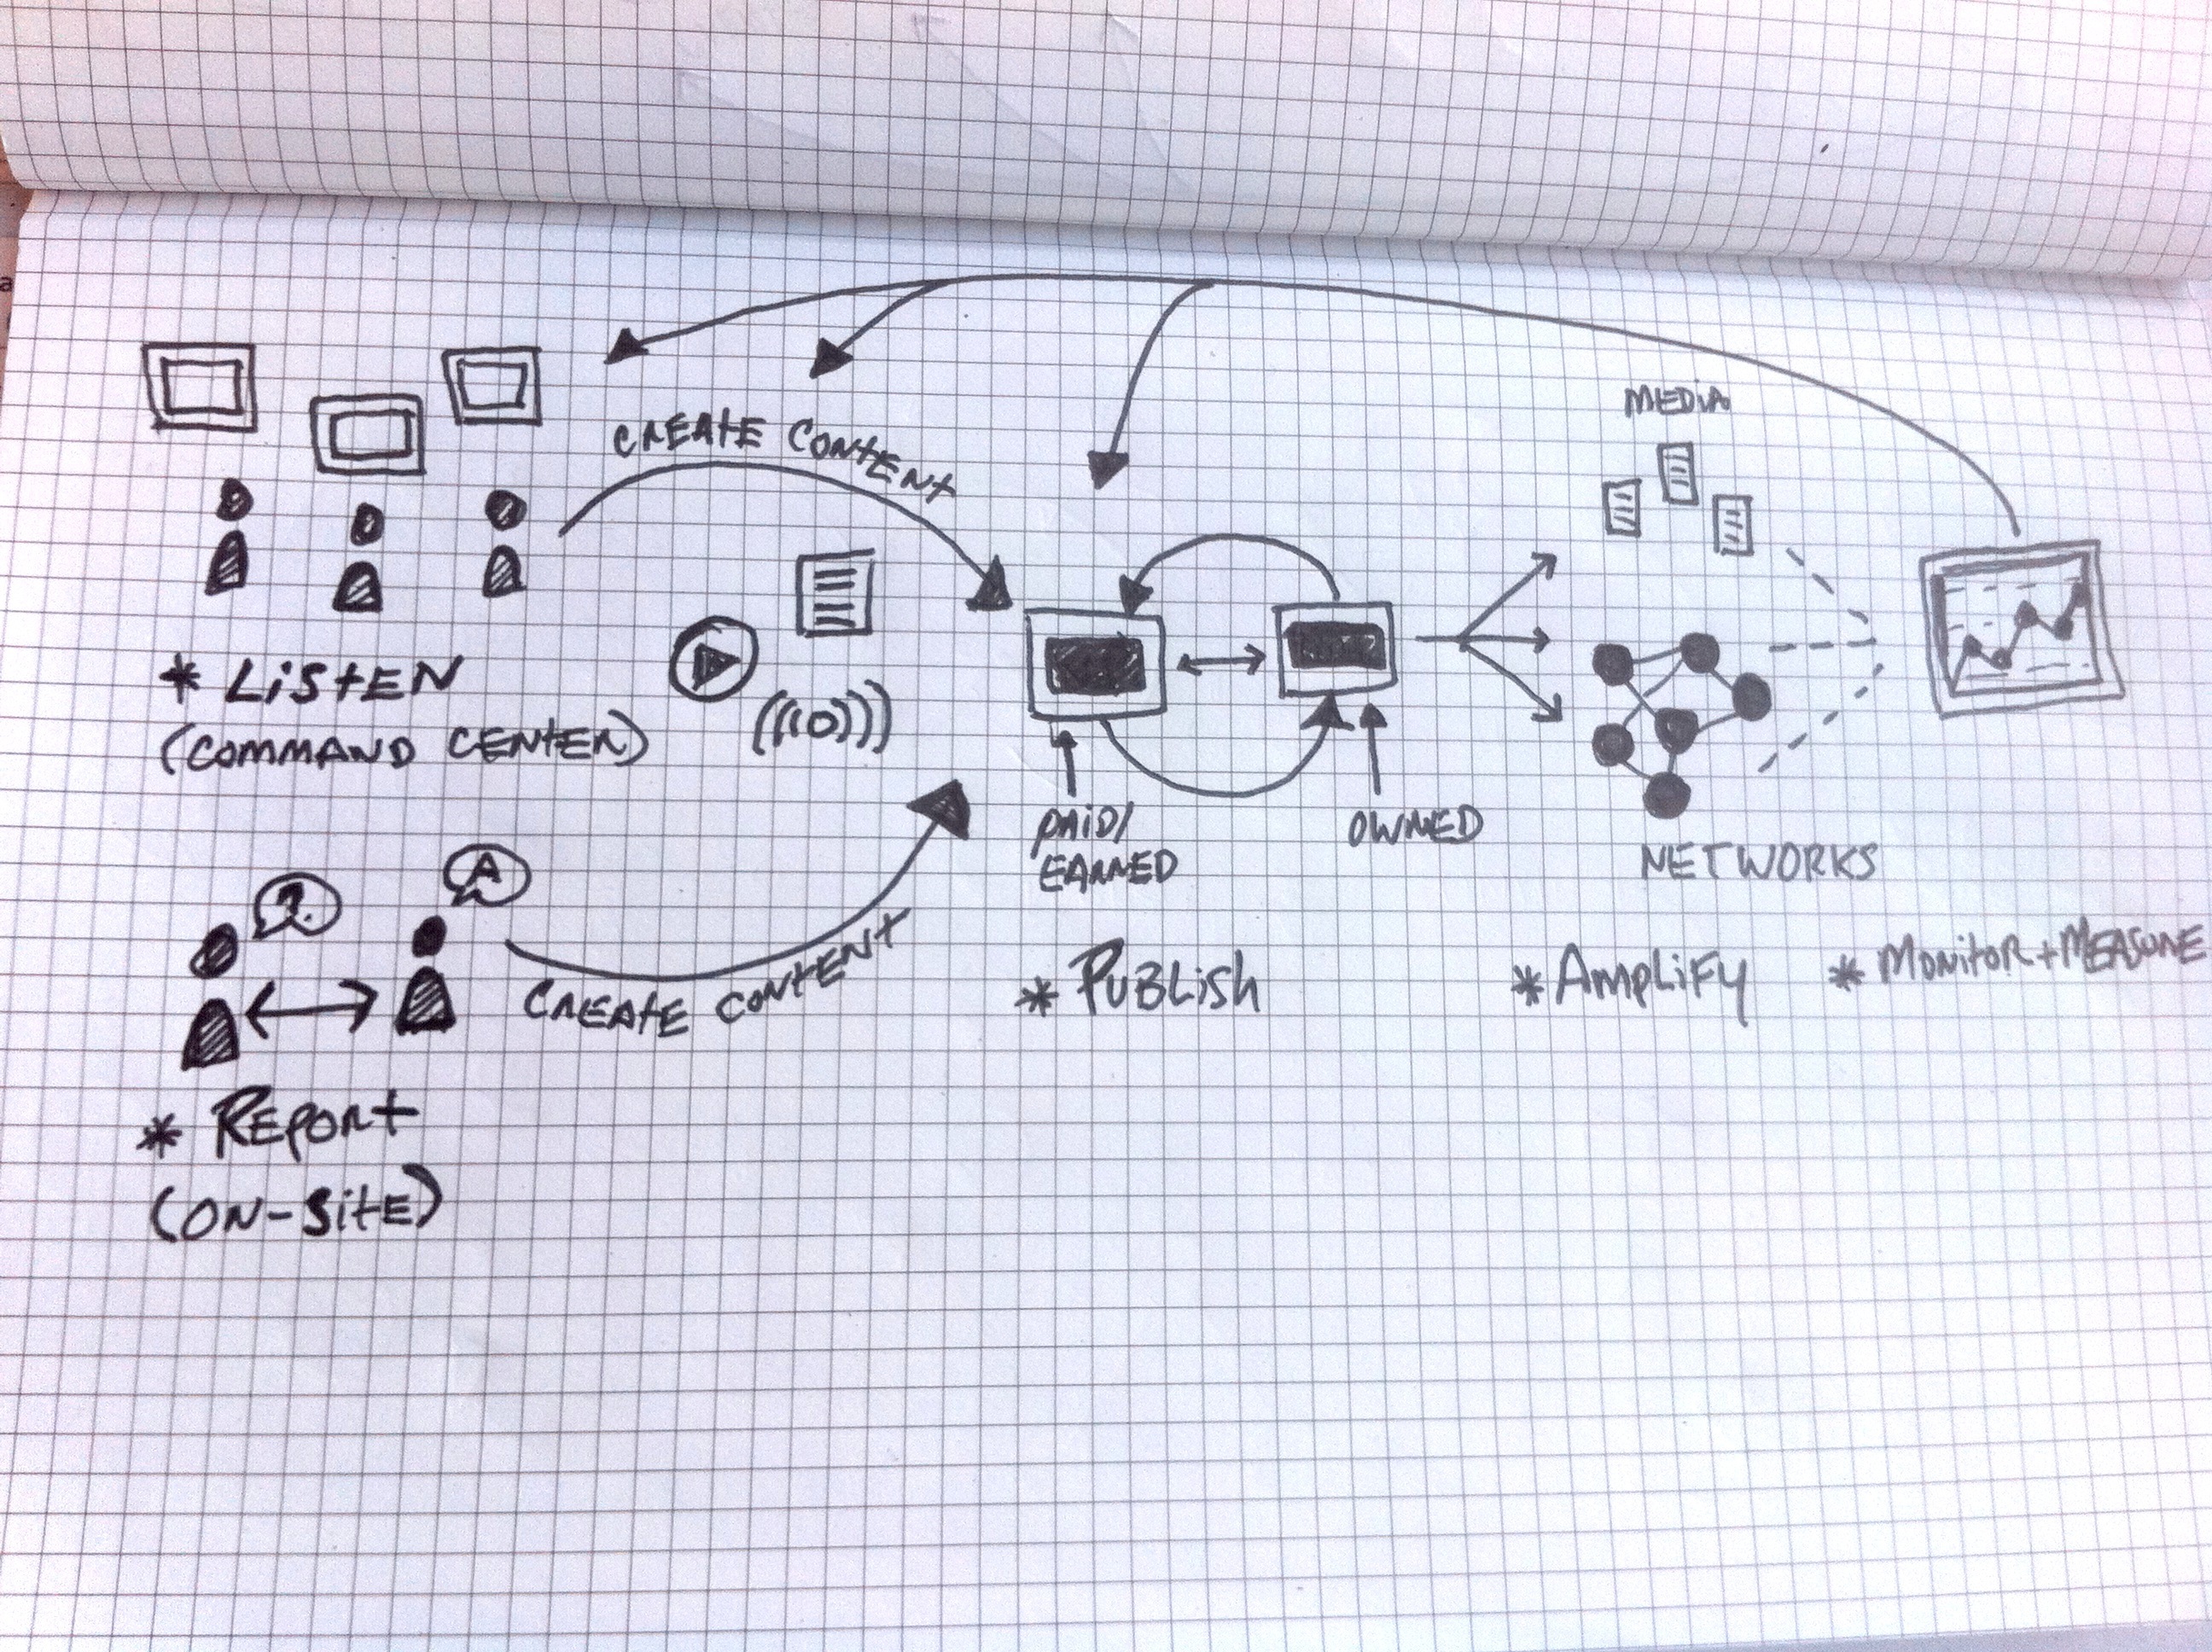 CREATE CONTENT
* LISTEN
(COMMAND CENTER)
?
A
CREATE CONTENT
* REPORT
(ON-SITE)
PAID/
EARNED
OWNED
* PUBLISH
MEDIA
NETWORKS
* AMPLIFY
* MONITOR + MEASURE